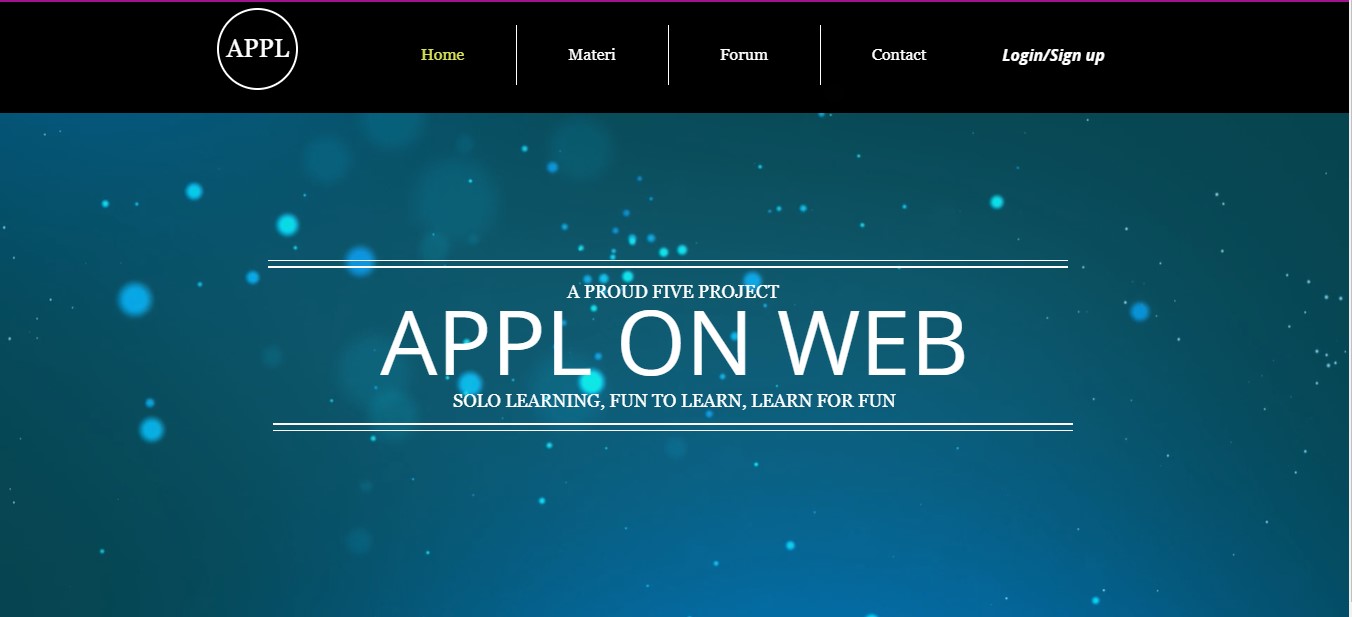 APPL
Home Materi Forum Contact Login/Sign up
A PROUD FIVE PROJECT
APPL ON WEB
SOLO LEARNING, FUN TO LEARN, LEARN FOR FUN